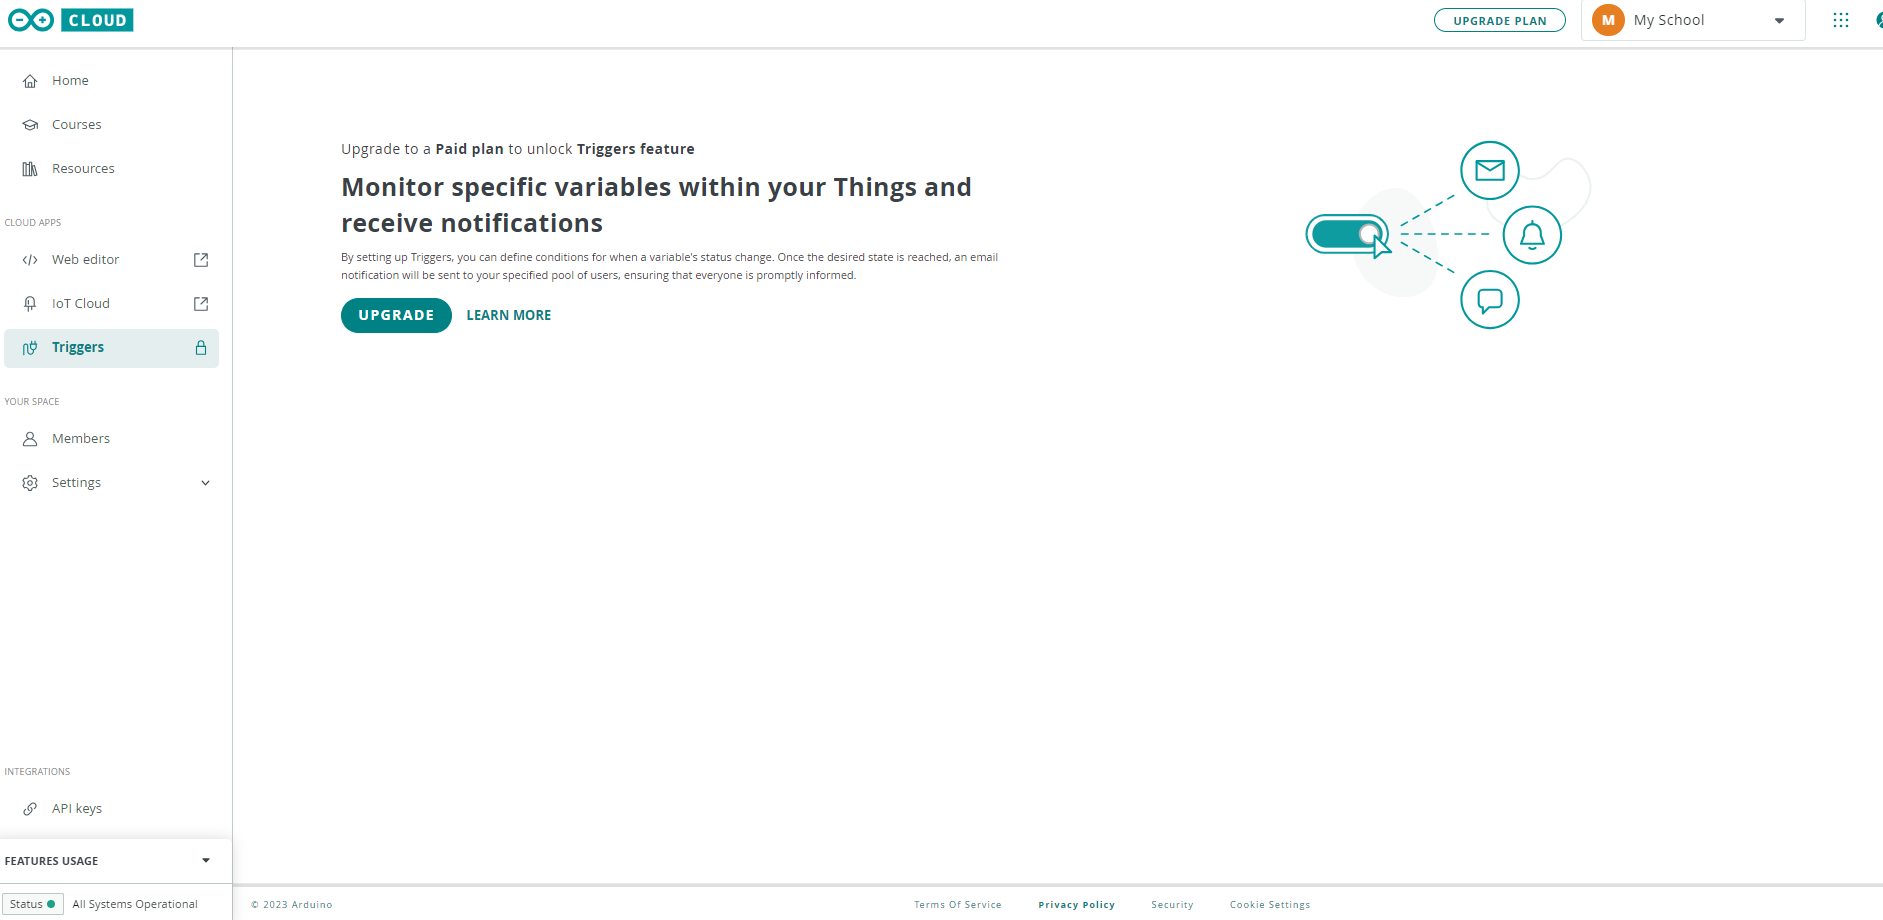 CLOUD
UPGRADE PLAN
M
My School
Home
Courses
Resources
CLOUD APPS
Web editor
IoT Cloud
Triggers
YOUR SPACE
Members
Settings
INTEGRATIONS
API keys
FEATURES USAGE
Status
All Systems Operational
Upgrade to a Paid plan to unlock Triggers feature
Monitor specific variables within your Things and
receive notifications
By setting up Triggers, you can define conditions for when a variable's status change. Once the desired state is reached, an email
notification will be sent to your specified pool of users, ensuring that everyone is promptly informed.
UPGRADE
LEARN MORE
© 2023 Arduino
Terms Of Service
Privacy Policy
Security
Cookie Settings